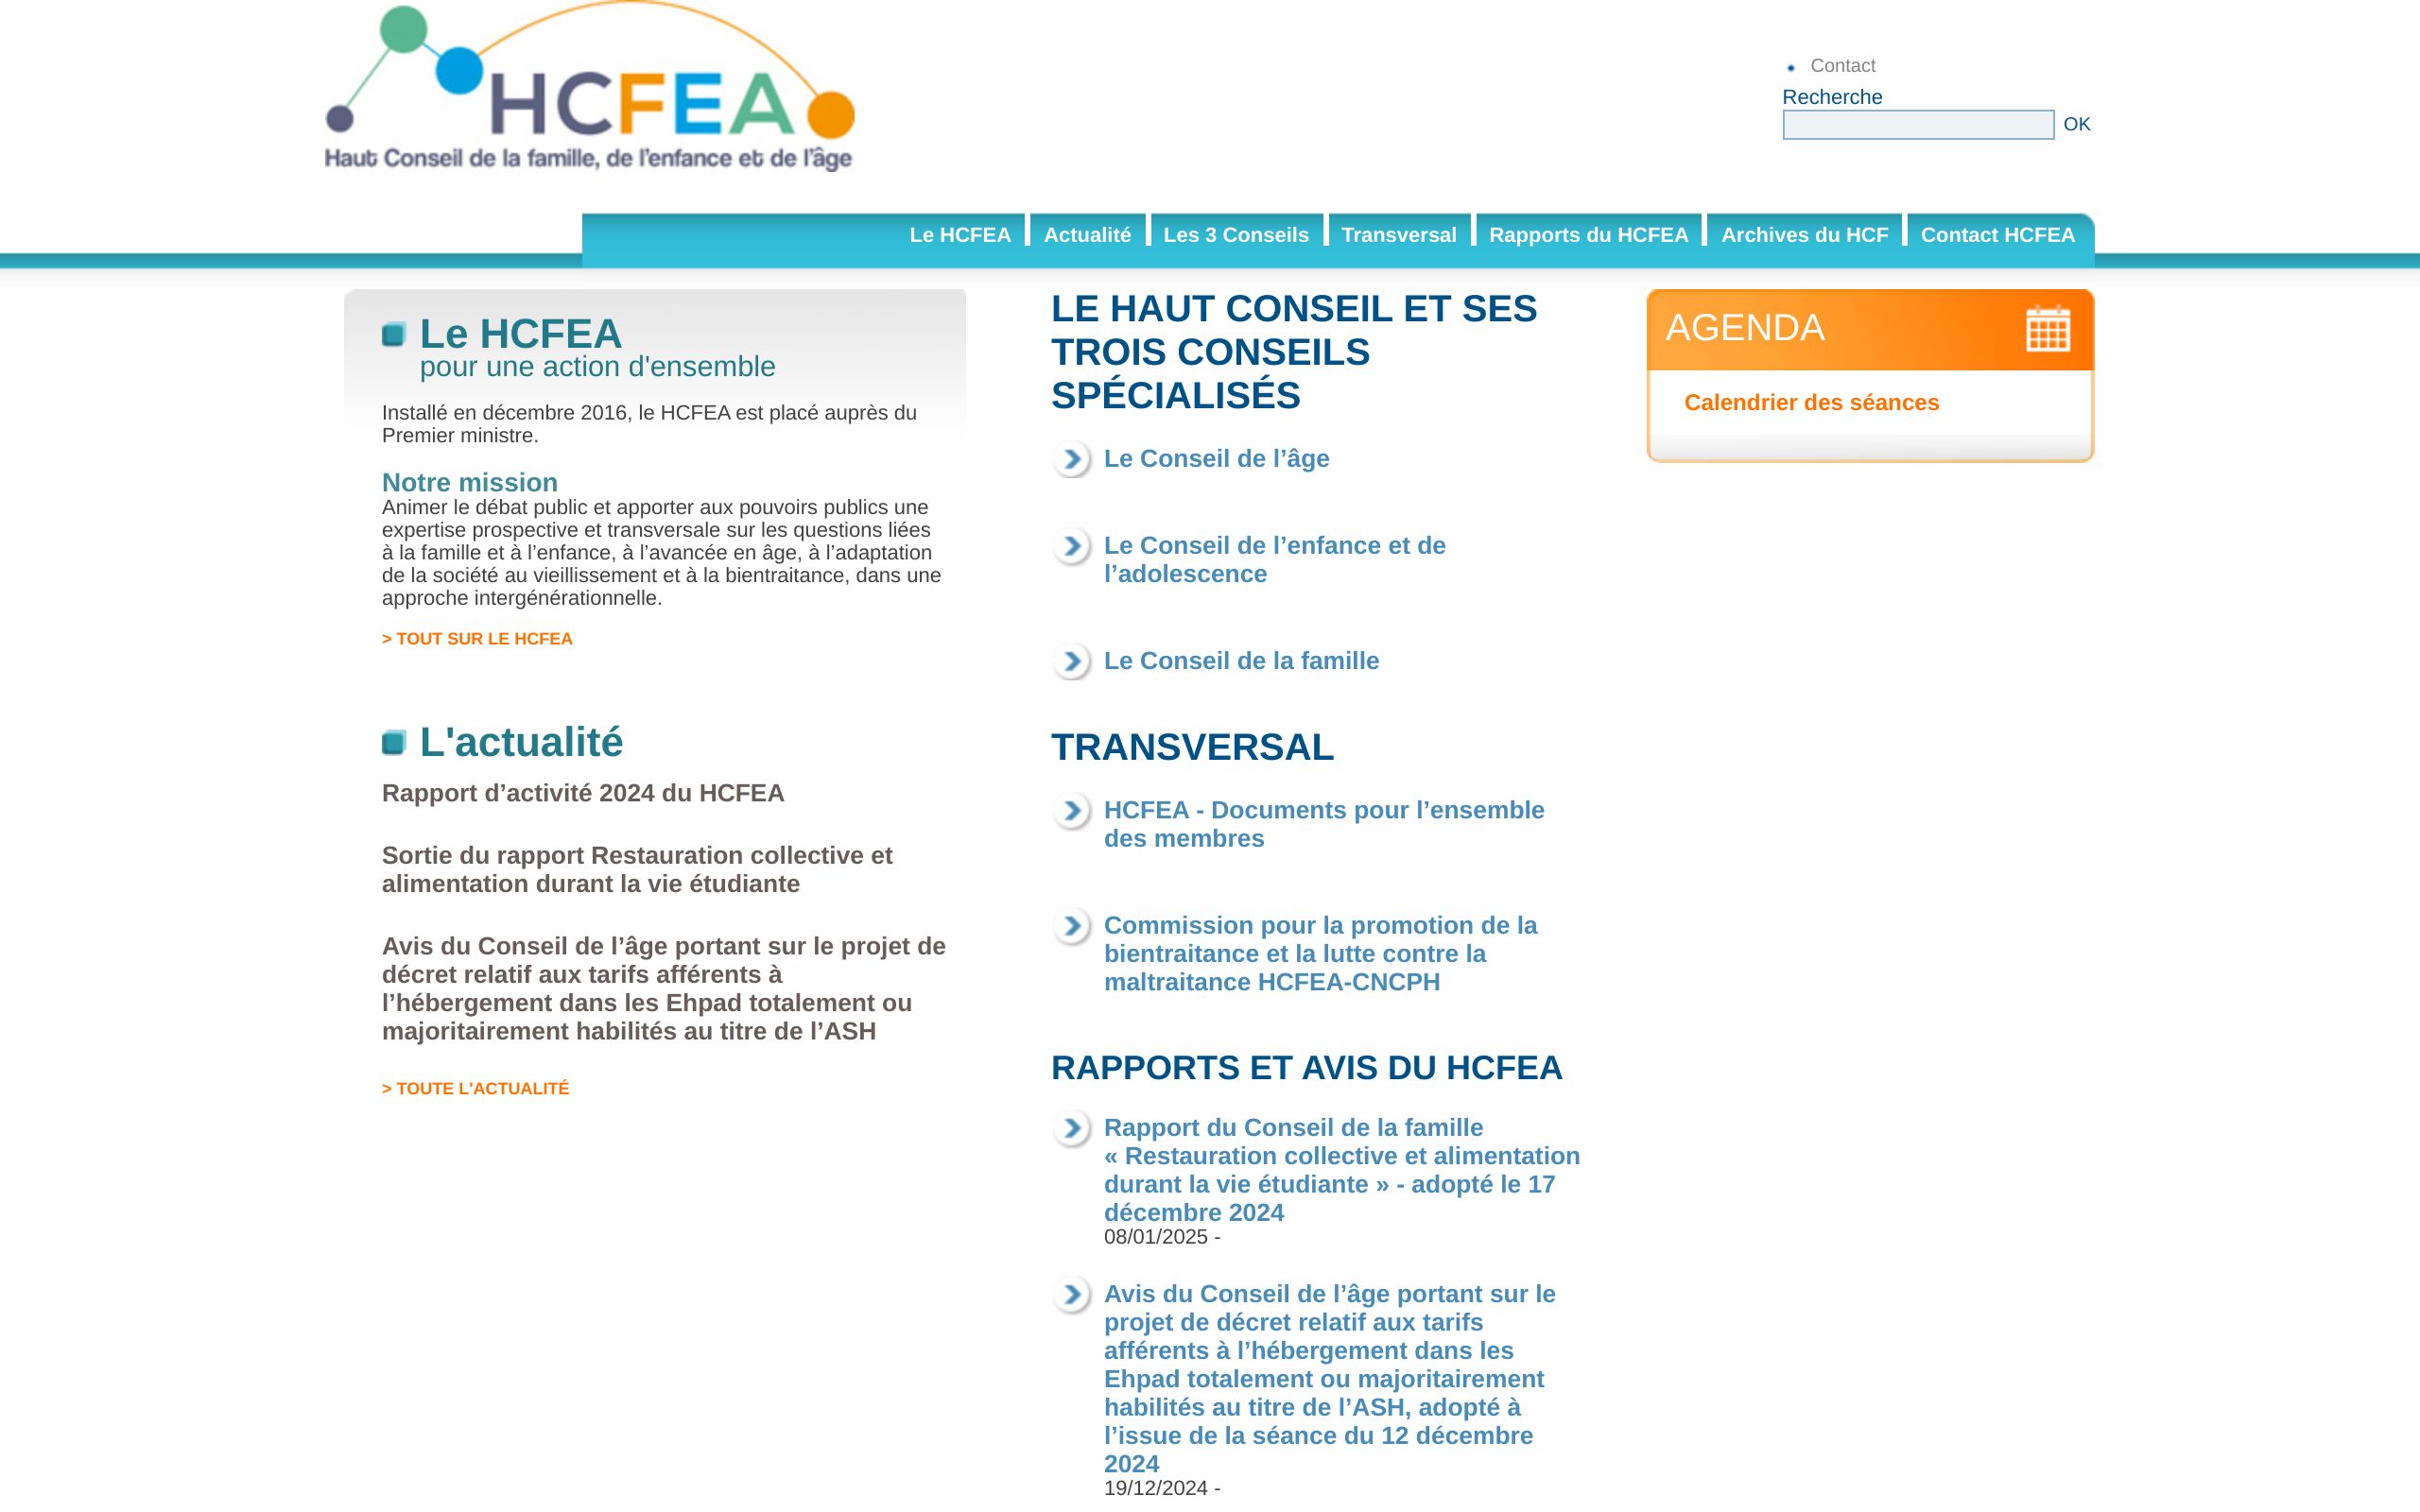 HCFEA
Haut Conseil de la famille, de l'enfance et de l'âge
Contact
Recherche
OK
Le HCFEA
Actualité
Les 3 Conseils
Transversal
Rapports du HCFEA
Archives du HCF
Contact HCFEA
Le HCFEA
pour une action d'ensemble
Installé en décembre 2016, le HCFEA est placé auprès du
Premier ministre.
Notre mission
Animer le débat public et apporter aux pouvoirs publics une
expertise prospective et transversale sur les questions liées
à la famille et à l’enfance, à l’avancée en âge, à l’adaptation
de la société au vieillissement et à la bientraitance, dans une
approche intergénérationnelle.
> TOUT SUR LE HCFEA
L'actualité
Rapport d’activité 2024 du HCFEA
Sortie du rapport Restauration collective et
alimentation durant la vie étudiante
Avis du Conseil de l’âge portant sur le projet de
décret relatif aux tarifs afférents à
l’hébergement dans les Ehpad totalement ou
majoritairement habilités au titre de l’ASH
> TOUTE L'ACTUALITÉ
LE HAUT CONSEIL ET SES
TROIS CONSEILS
SPÉCIALISÉS
Le Conseil de l’âge
Le Conseil de l’enfance et de
l’adolescence
Le Conseil de la famille
TRANSVERSAL
HCFEA - Documents pour l’ensemble
des membres
Commission pour la promotion de la
bientraitance et la lutte contre la
maltraitance HCFEA-CNCPH
RAPPORTS ET AVIS DU HCFEA
Rapport du Conseil de la famille
« Restauration collective et alimentation
durant la vie étudiante » - adopté le 17
décembre 2024
08/01/2025 -
Avis du Conseil de l’âge portant sur le
projet de décret relatif aux tarifs
afférents à l’hébergement dans les
Ehpad totalement ou majoritairement
habilités au titre de l’ASH, adopté à
l’issue de la séance du 12 décembre
2024
19/12/2024 -
AGENDA
Calendrier des séances